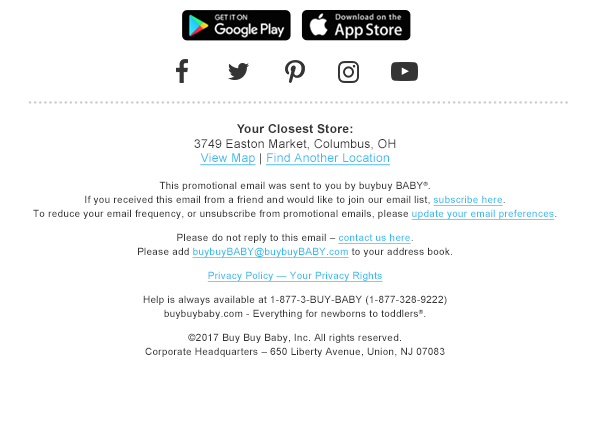 GET IT ON
Google Play
Download on the
App Store
Your Closest Store:
3749 Easton Market, Columbus, OH
View Map | Find Another Location
This promotional email was sent to you by buybuy BABY®.
If you received this email from a friend and would like to join our email list, subscribe here.
To reduce your email frequency, or unsubscribe from promotional emails, please update your email preferences.
Please do not reply to this email – contact us here.
Please add buybuyBABY@buybuyBABY.com to your address book.
Privacy Policy — Your Privacy Rights
Help is always available at 1-877-3-BUY-BABY (1-877-328-9222)
buybuybaby.com - Everything for newborns to toddlers®.
©2017 Buy Buy Baby, Inc. All rights reserved.
Corporate Headquarters – 650 Liberty Avenue, Union, NJ 07083